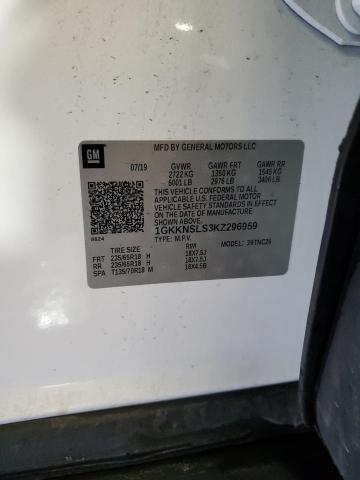 MFD BY GENERAL MOTORS LLC
GM
07/19 GVWR GAWR FRT GAWR RR
2722 KG 1350 KG 1545 KG
6001 LB 2976 LB 3406 LB
THIS VEHICLE CONFORMS TO ALL
APPLICABLE U.S. FEDERAL MOTOR
VEHICLE SAFETY STANDARDS IN EFFECT
ON THE DATE OF MANUFACTURE
SHOWN ABOVE.
8624 1GKKNSLS3KZ296959
TYPE: M.P.V. MODEL:
TIRE SIZE RIM
FRT 235/65R18 H 18X7.5J
RR 235/65R18 H 18X7.5J
SPA T135/70R18 M 18X4.5B